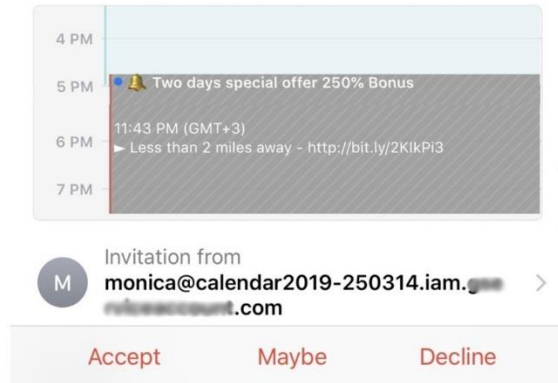 4 PM
5 PM
🔔 Two days special offer 250% Bonus
11:43 PM (GMT+3)
6 PM
► Less than 2 miles away - http://bit.ly/2KIkPi3
7 PM
Invitation from
M
monica@calendar2019-250314.iam.
.com
Accept Maybe Decline